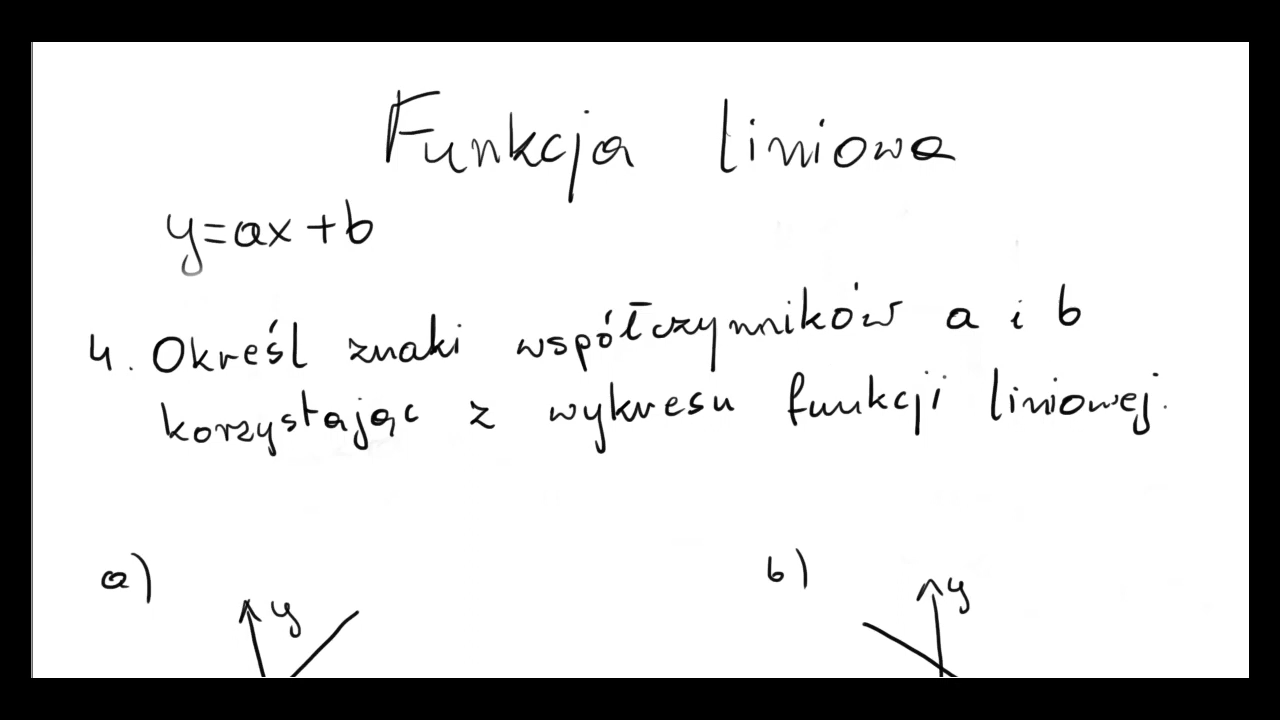 Funkcja liniowa
y=ax+b
4. Określ znaki współczynników a i b
korzystając z wykresu funkcji liniowej.
a) b)
y y